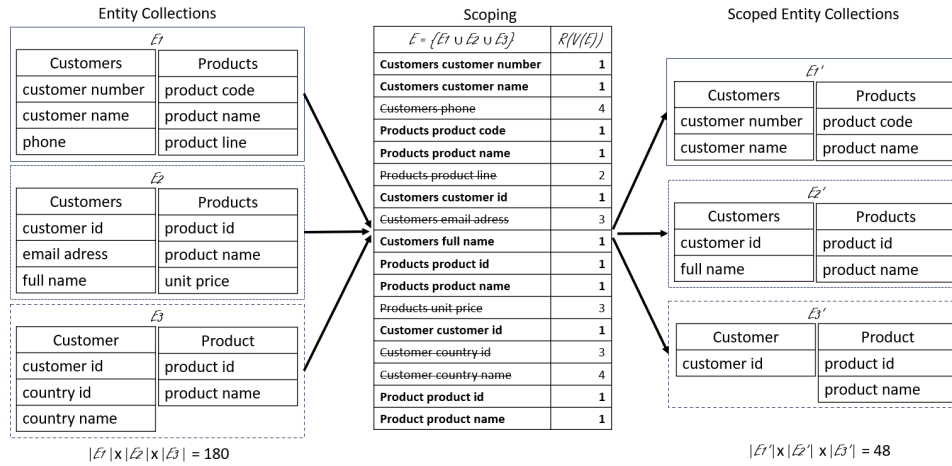 Entity Collections
E1
Customers Products
customer number product code
customer name product name
phone product line
E2
Customers Products
customer id product id
email adress product name
full name unit price
E3
Customer Product
customer id product id
country id product name
country name
|E1|x|E2|x|E3| = 180
Scoping
E = {E1 ∪ E2 ∪ E3} R(V(E))
Customers customer number 1
Customers customer name 1
Customers phone 4
Products product code 1
Products product name 1
Products product line 2
Customers customer id 1
Customers email adress 3
Customers full name 1
Products product id 1
Products product name 1
Products unit price 3
Customer customer id 1
Customer country id 3
Customer country name 4
Product product id 1
Product product name 1
Scoped Entity Collections
E1'
Customers Products
customer number product code
customer name product name
E2'
Customers Products
customer id product id
full name product name
E3'
Customer Product
customer id product id
product name
|E1'|x|E2'| x |E3'| = 48